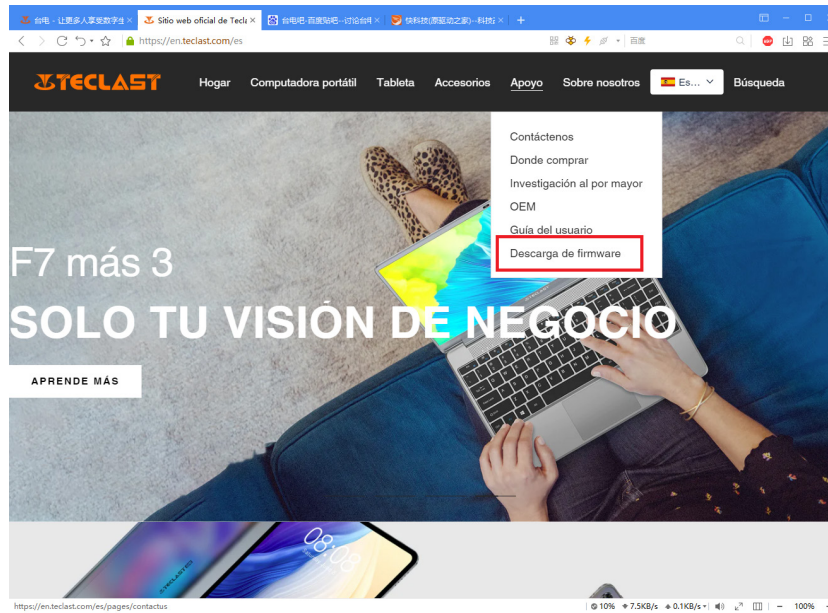 台电 - 让更多人享受数字生
Sitio web oficial de Tecla
台电吧-百度贴吧--讨论台电
快科技(原驱动之家)--科技
https://en.teclast.com/es
百度
TECLAST
Hogar
Computadora portátil
Tableta
Accesorios
Apoyo
Sobre nosotros
Es...
Búsqueda
Contáctenos
Donde comprar
Investigación al por mayor
OEM
Guía del usuario
Descarga de firmware
F7 más 3
SOLO TU VISIÓN DE NEGOCIO
APRENDE MÁS
08:08
TECLAST
https://en.teclast.com/es/pages/contactus
10%
7.5KB/s
0.1KB/s
100%